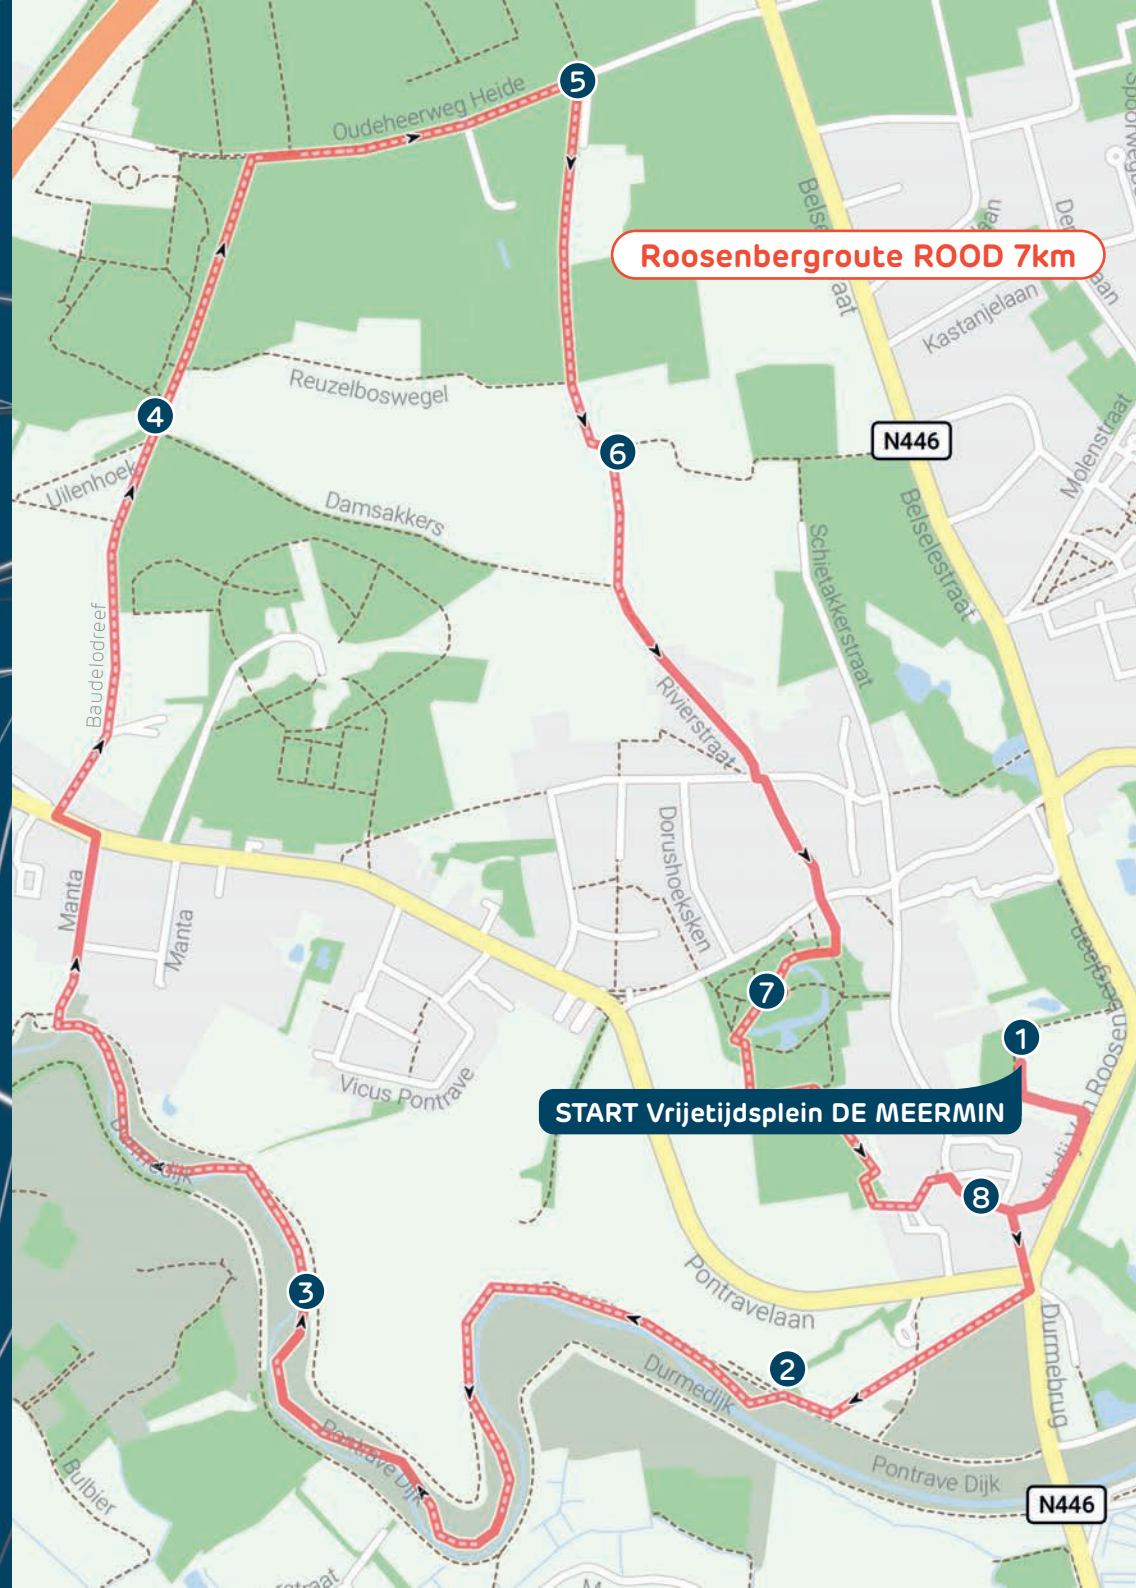 5
Oudeheerweg Heide
Roosenbergroute ROOD 7km
Kastanjelaan
Reuzelboswegel
4
N446
6
Molenstraat
Uilenhoek
Damsakkers
Belselestraat
Schietakkerstraat
Baudelodreef
Rivierstraat
Dorushoeksken
Manta
Manta
7
1
START Vrijetijdsplein DE MEERMIN
Vicus Pontrave
Durmedijk
8
3
Pontravelaan
2
Durmedijk
Durmebrug
Pontrave Dijk
Pontrave Dijk
Bulbier
N446